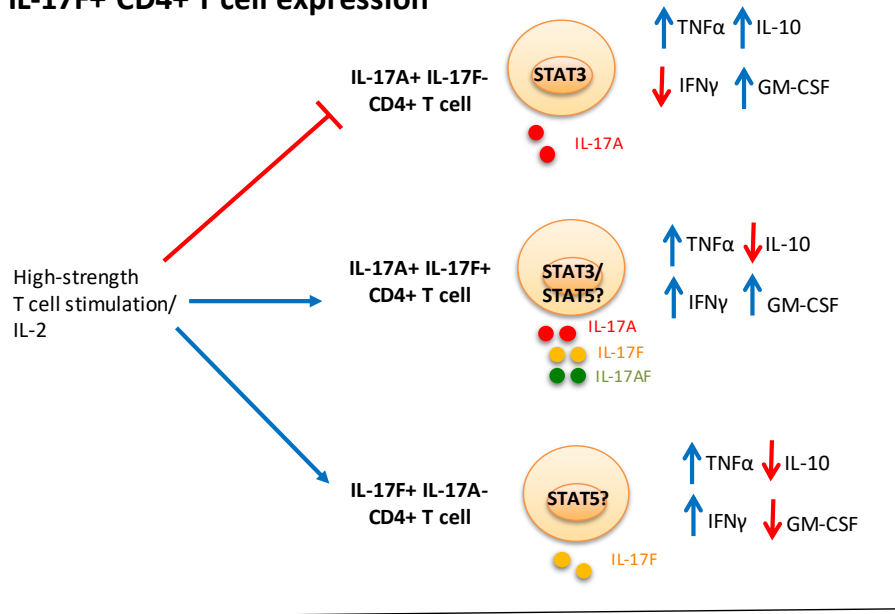 IL-17F+ CD4+ T cell expression
TNFα IL-10
IL-17A+ IL-17F-
CD4+ T cell
STAT3
IFNγ GM-CSF
IL-17A
High-strength
T cell stimulation/
IL-2
IL-17A+ IL-17F+
CD4+ T cell
STAT3/
STAT5?
TNFα IL-10
IFNγ GM-CSF
IL-17A
IL-17F
IL-17AF
IL-17F+ IL-17A-
CD4+ T cell
STAT5?
TNFα IL-10
IFNγ GM-CSF
IL-17F